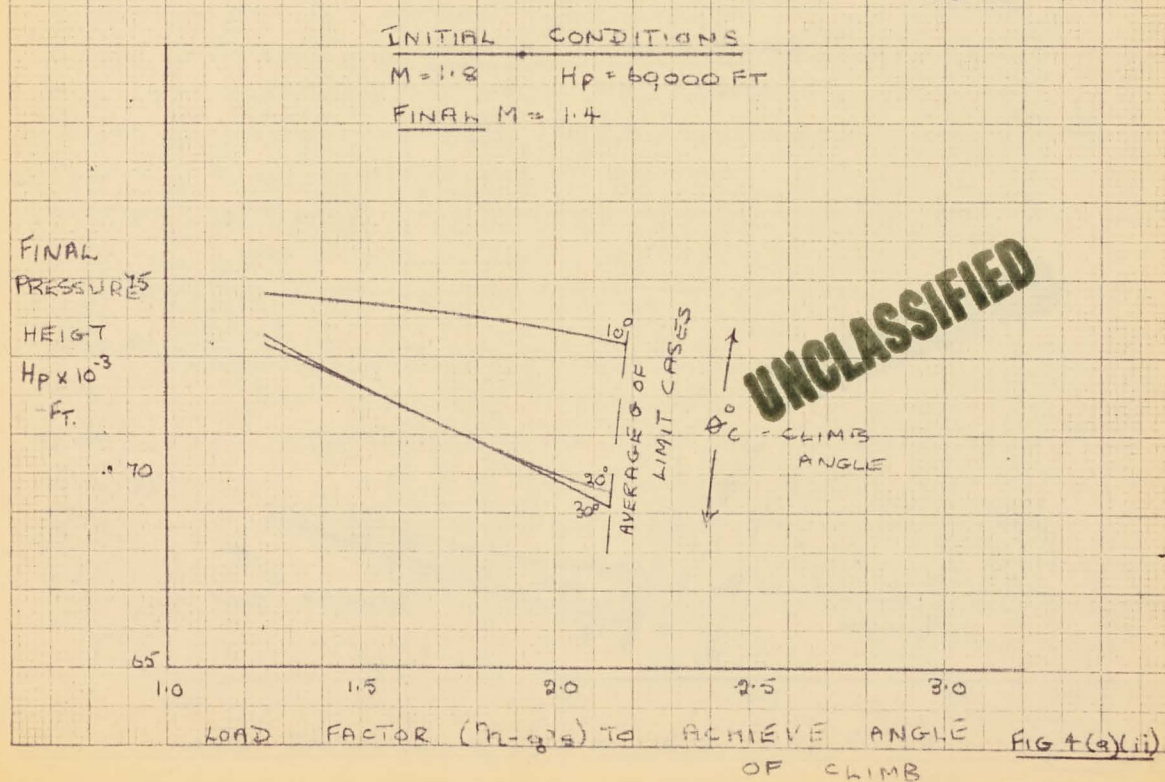 INITIAL CONDITIONS
M = 1.8 Hp = 60,000 FT
FINAL M = 1.4
FINAL
PRESSURE
HEIGT
Hp x 10⁻³
FT.
75
70
65
10°
20°
30°
AVERAGE θ OF
LIMIT CASES
θ°c - CLIMB
ANGLE
UNCLASSIFIED
1.0 1.5 2.0 2.5 3.0
LOAD FACTOR (n-g's) TO ACHIEVE ANGLE
OF CLIMB
FIG 4(a)(ii)